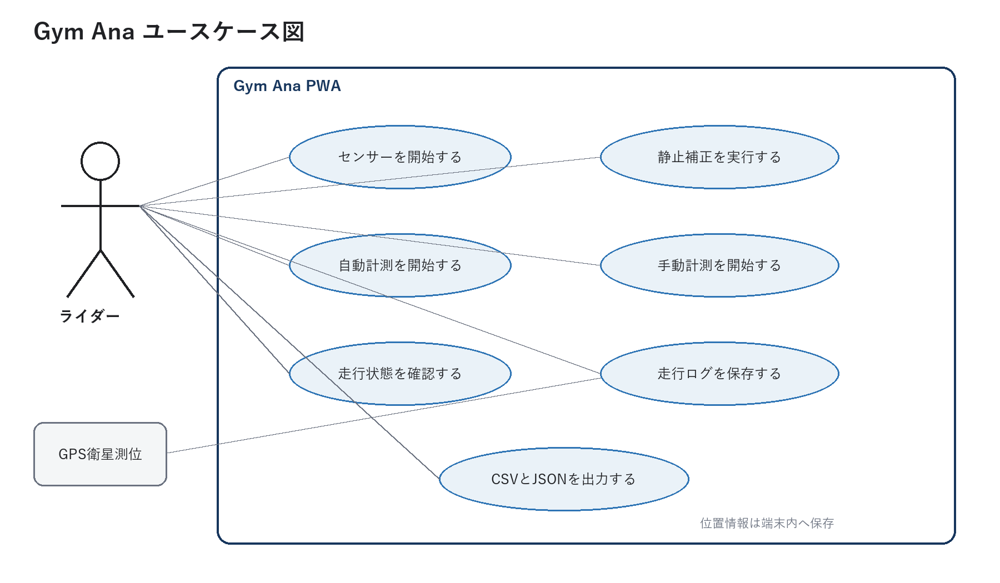 Gym Ana ユースケース図
Gym Ana PWA
センサーを開始する
静止補正を実行する
自動計測を開始する
手動計測を開始する
ライダー
走行状態を確認する
走行ログを保存する
GPS衛星測位
CSVとJSONを出力する
位置情報は端末内へ保存